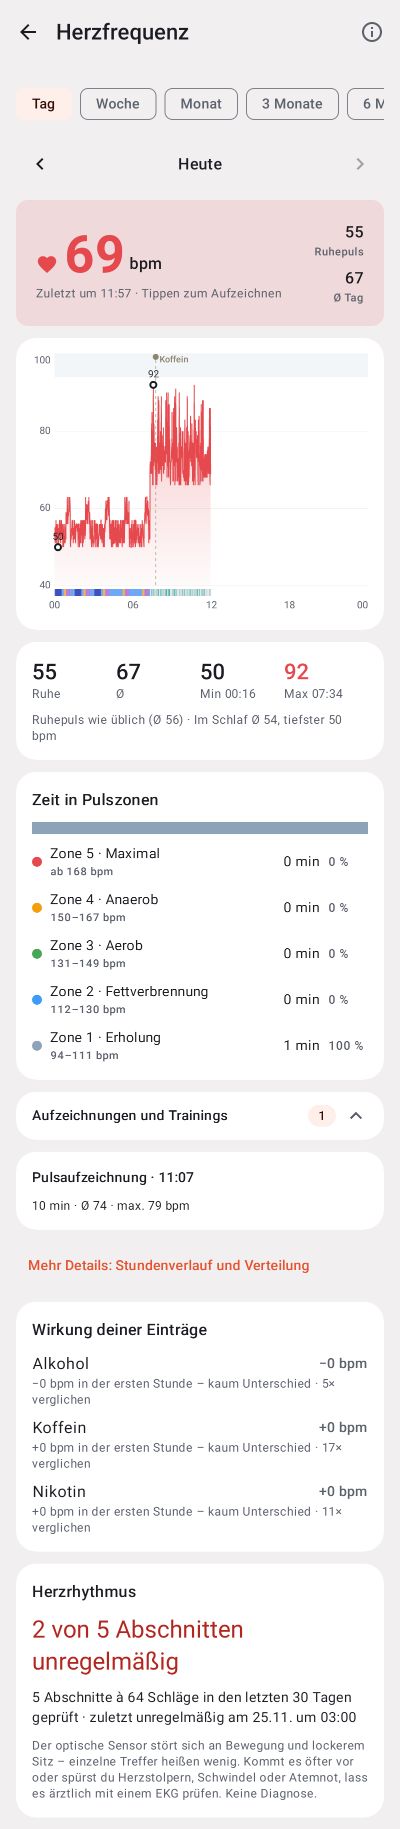 Herzfrequenz
Tag
Woche
Monat
3 Monate
6 M
Heute
69 bpm
Zuletzt um 11:57 · Tippen zum Aufzeichnen
55
Ruhepuls
67
Ø Tag
100
80
60
40
Koffein
92
50
00
06
12
18
00
55
Ruhe
67
Ø
50
Min 00:16
92
Max 07:34
Ruhepuls wie üblich (Ø 56) · Im Schlaf Ø 54, tiefster 50
bpm
Zeit in Pulszonen
Zone 5 · Maximal
ab 168 bpm
0 min 0 %
Zone 4 · Anaerob
150–167 bpm
0 min 0 %
Zone 3 · Aerob
131–149 bpm
0 min 0 %
Zone 2 · Fettverbrennung
112–130 bpm
0 min 0 %
Zone 1 · Erholung
94–111 bpm
1 min 100 %
Aufzeichnungen und Trainings
1
Pulsaufzeichnung · 11:07
10 min · Ø 74 · max. 79 bpm
Mehr Details: Stundenverlauf und Verteilung
Wirkung deiner Einträge
Alkohol
−0 bpm
−0 bpm in der ersten Stunde – kaum Unterschied · 5×
verglichen
Koffein
+0 bpm
+0 bpm in der ersten Stunde – kaum Unterschied · 17×
verglichen
Nikotin
+0 bpm
+0 bpm in der ersten Stunde – kaum Unterschied · 11×
verglichen
Herzrhythmus
2 von 5 Abschnitten
unregelmäßig
5 Abschnitte à 64 Schläge in den letzten 30 Tagen
geprüft · zuletzt unregelmäßig am 25.11. um 03:00
Der optische Sensor stört sich an Bewegung und lockerem
Sitz – einzelne Treffer heißen wenig. Kommt es öfter vor
oder spürst du Herzstolpern, Schwindel oder Atemnot, lass
es ärztlich mit einem EKG prüfen. Keine Diagnose.